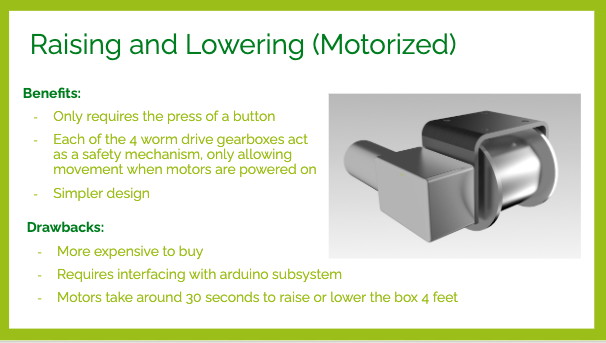 Raising and Lowering (Motorized)
Benefits:
- Only requires the press of a button
- Each of the 4 worm drive gearboxes act
as a safety mechanism, only allowing
movement when motors are powered on
- Simpler design
Drawbacks:
- More expensive to buy
- Requires interfacing with arduino subsystem
- Motors take around 30 seconds to raise or lower the box 4 feet